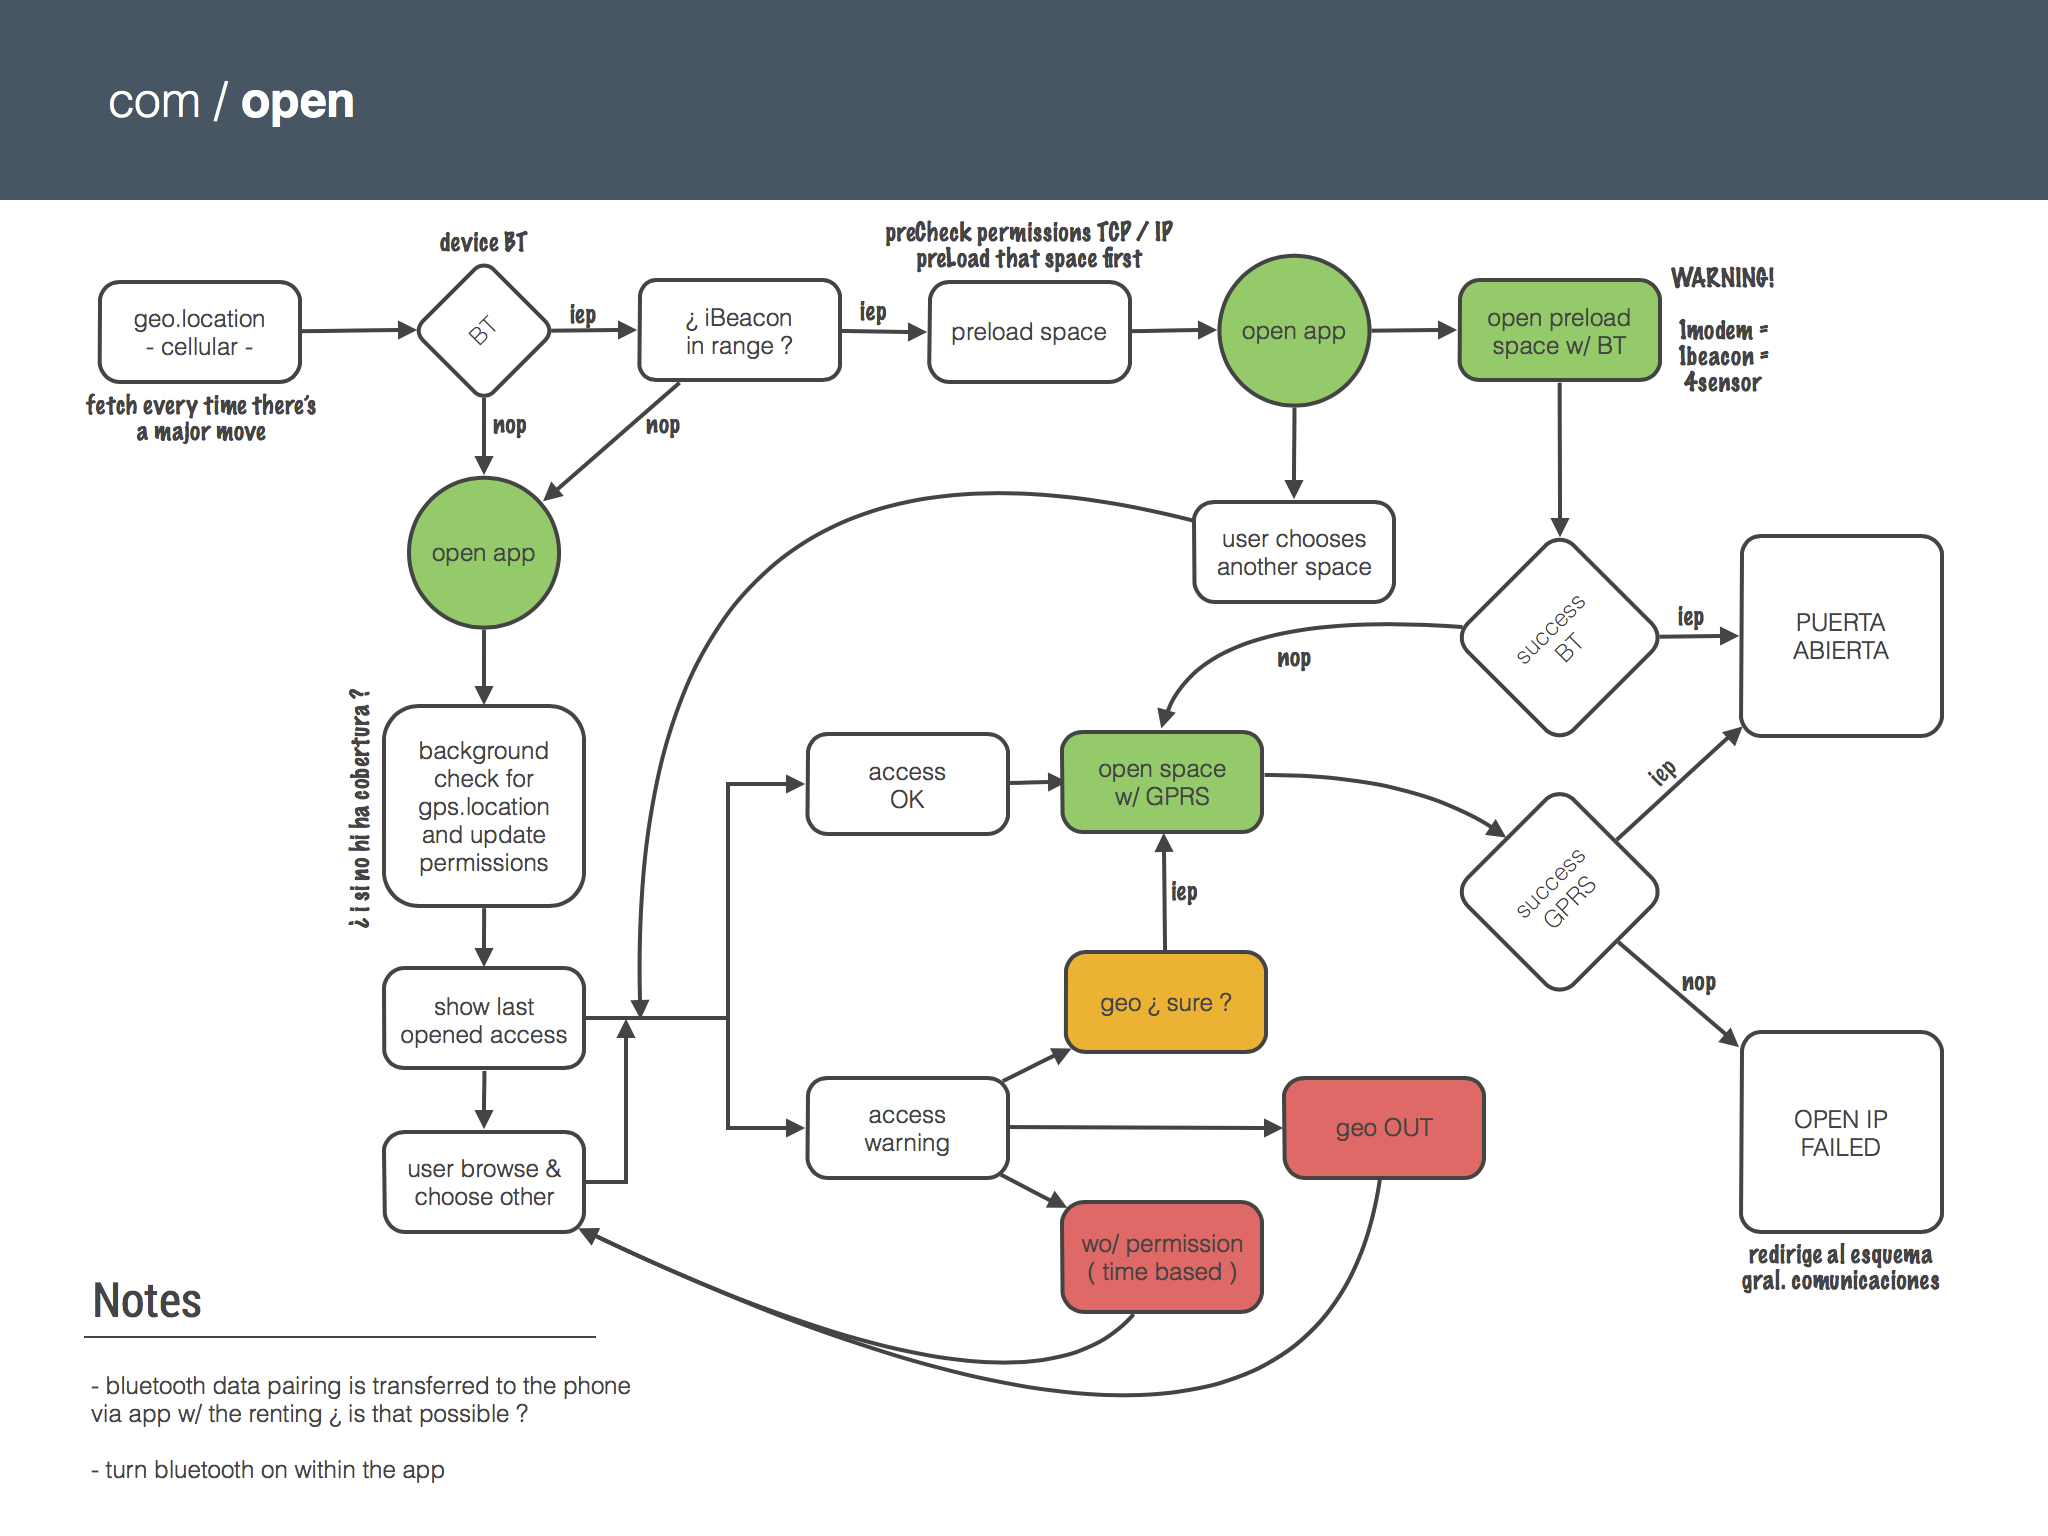 com / open
device BT
preCheck permissions TCP / IP
preLoad that space first
WARNING!
1modem =
1beacon =
4sensor
geo.location
- cellular -
fetch every time there's
a major move
BT
iep
nop
¿ iBeacon
in range ?
iep
nop
preload space
open app
open preload
space w/ BT
open app
user chooses
another space
success
BT
iep
nop
PUERTA
ABIERTA
¿ i si no hi ha cobertura ?
background
check for
gps.location
and update
permissions
access
OK
open space
w/ GPRS
iep
success
GPRS
iep
nop
show last
opened access
geo ¿ sure ?
user browse &
choose other
access
warning
geo OUT
wo/ permission
( time based )
OPEN IP
FAILED
redirige al esquema
gral. comunicaciones
Notes
- bluetooth data pairing is transferred to the phone
via app w/ the renting ¿ is that possible ?
- turn bluetooth on within the app